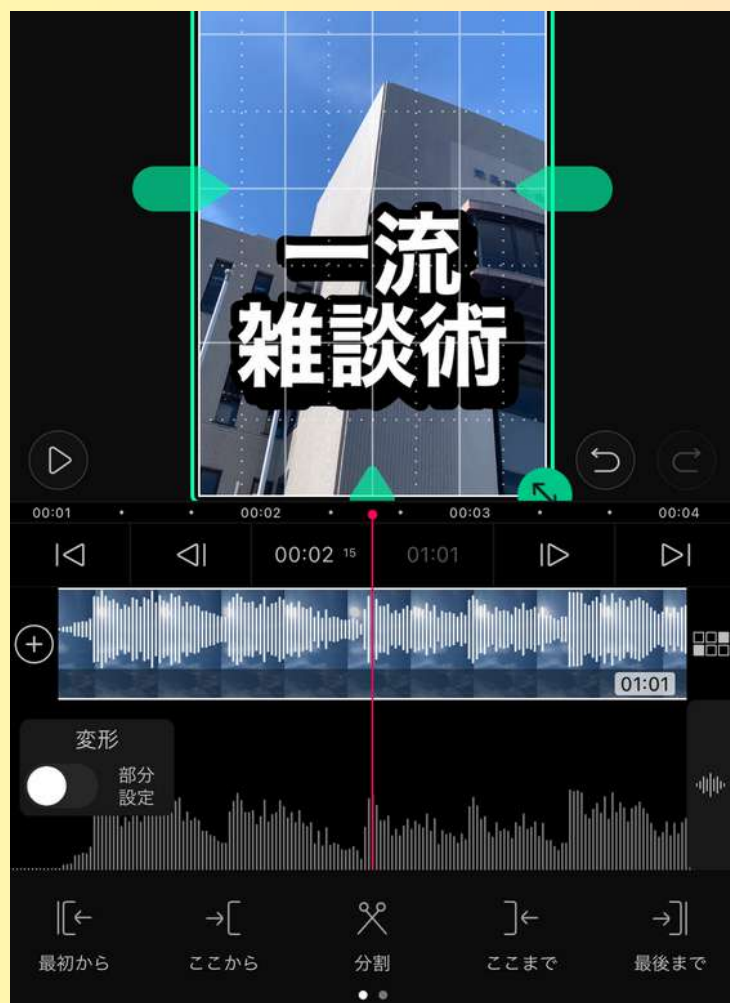 一流
雑談術
00:01
00:02
00:03
00:04
00:02 15
01:01
01:01
変形
部分
設定
最初から
ここから
分割
ここまで
最後まで